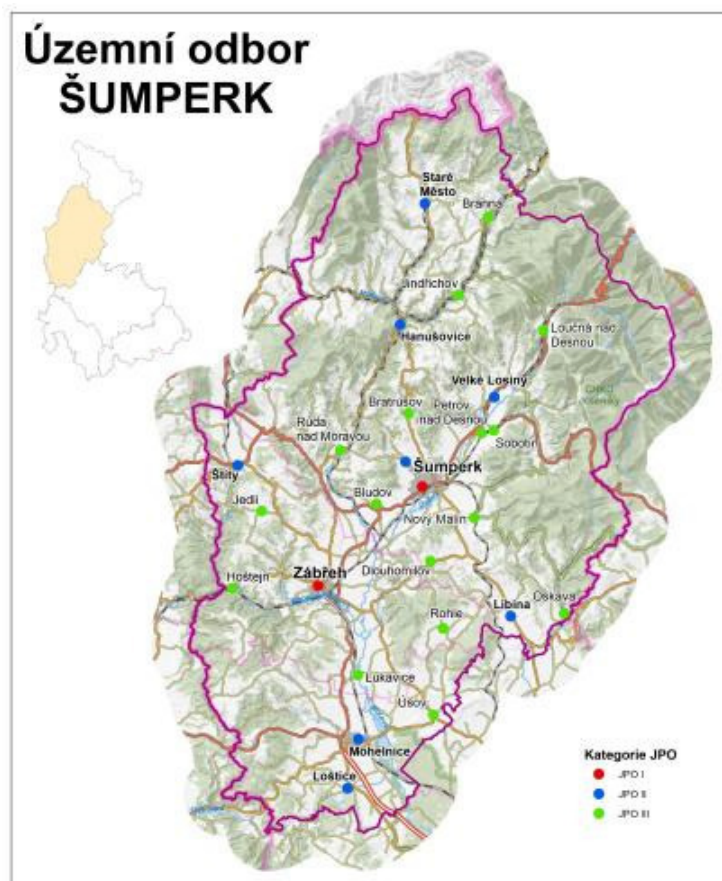 Územní odbor
ŠUMPERK
Staré
Město
Branná
Jindřichov
Hanušovice
Loučná nad
Desnou
Velké Losiny
Bratrušov
Petrov
nad Desnou
Sobotín
Ruda
nad Moravou
Šumperk
Štíty
Jedlí
Bludov
Nový Malín
Zábřeh
Dlouhomilov
Hoštejn
Libina
Oskava
Rohle
Lukavice
Úsov
Mohelnice
Loštice
Kategorie JPO
JPO I
JPO II
JPO III